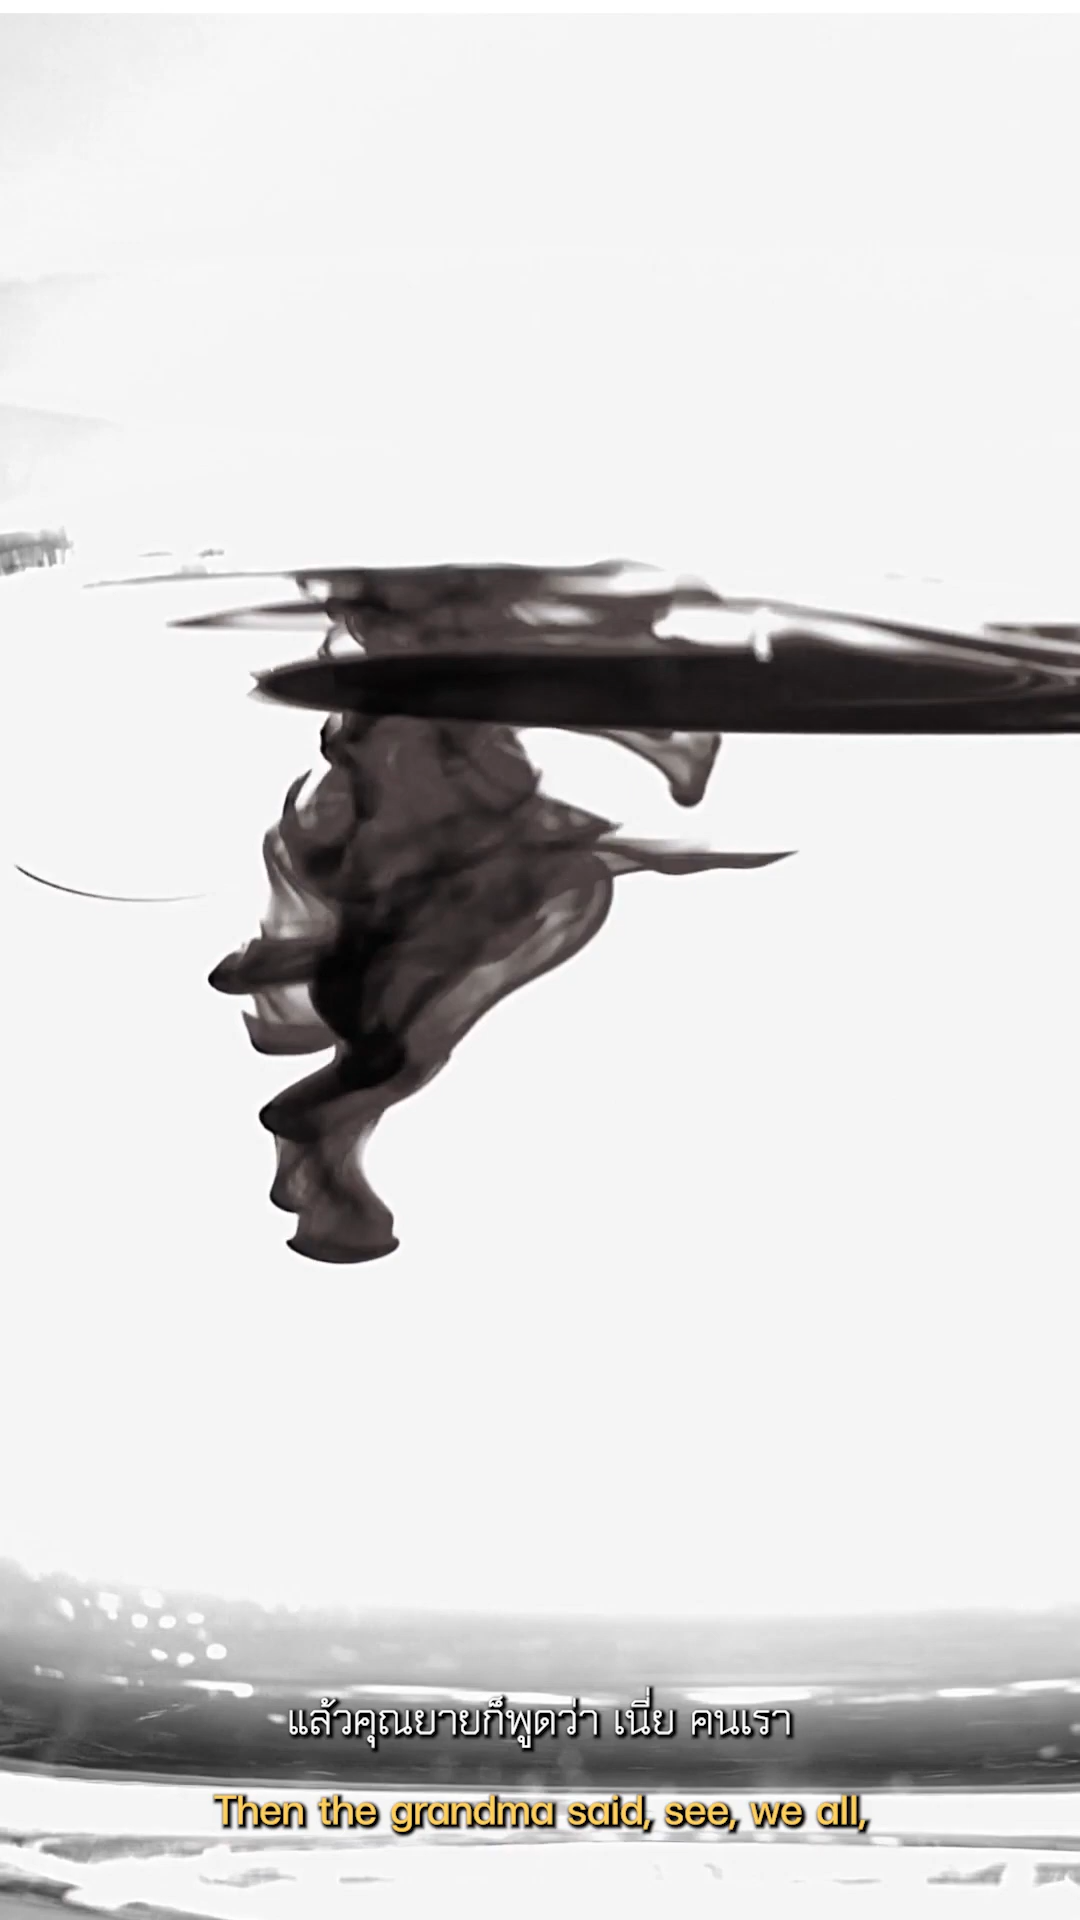 แล้วคุณยายก็พูดว่า เนี่ย คนเรา
Then the grandma said, see, we all,